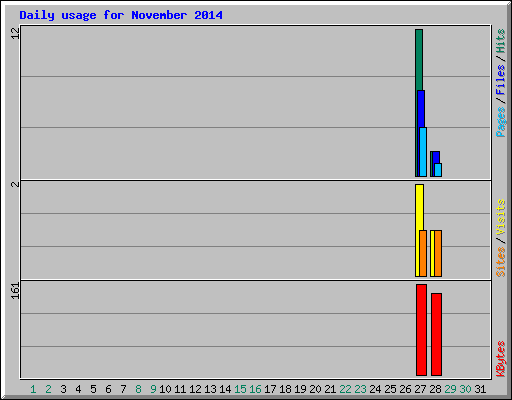 Daily usage for November 2014
12
Pages / Files / Hits
2
Sites / Visits
161
KBytes
1 2 3 4 5 6 7 8 9 10 11 12 13 14 15 16 17 18 19 20 21 22 23 24 25 26 27 28 29 30 31